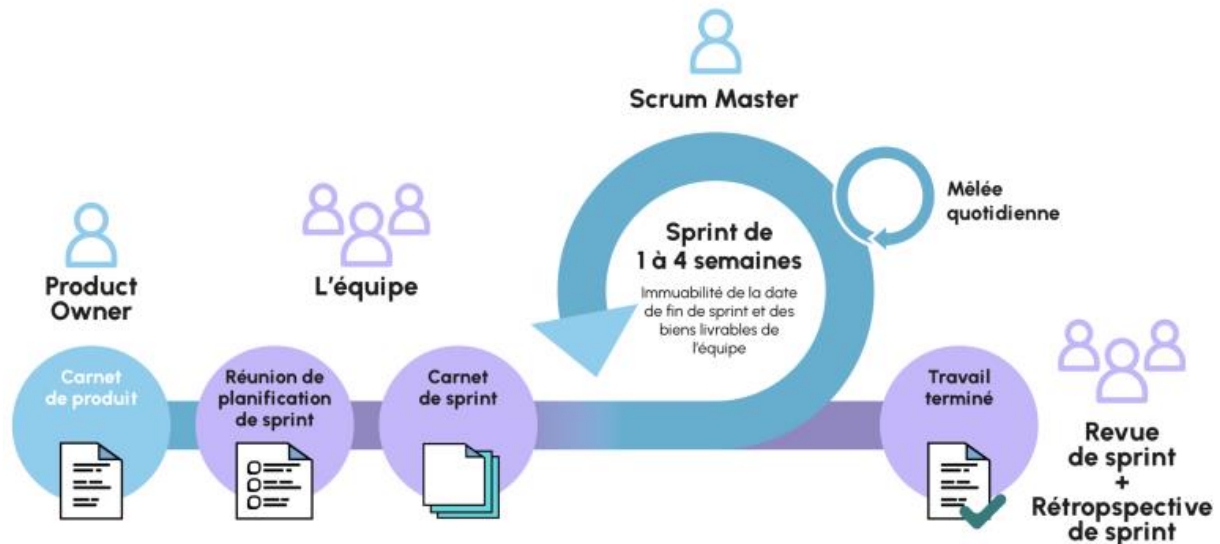 Scrum Master
Mêlée
quotidienne
Sprint de
1 à 4 semaines
Immuabilité de la date
de fin de sprint et des
biens livrables de
l'équipe
Product
Owner
L'équipe
Carnet
de produit
Réunion de
planification
de sprint
Carnet
de sprint
Travail
terminé
Revue
de sprint
+
Rétropspective
de sprint